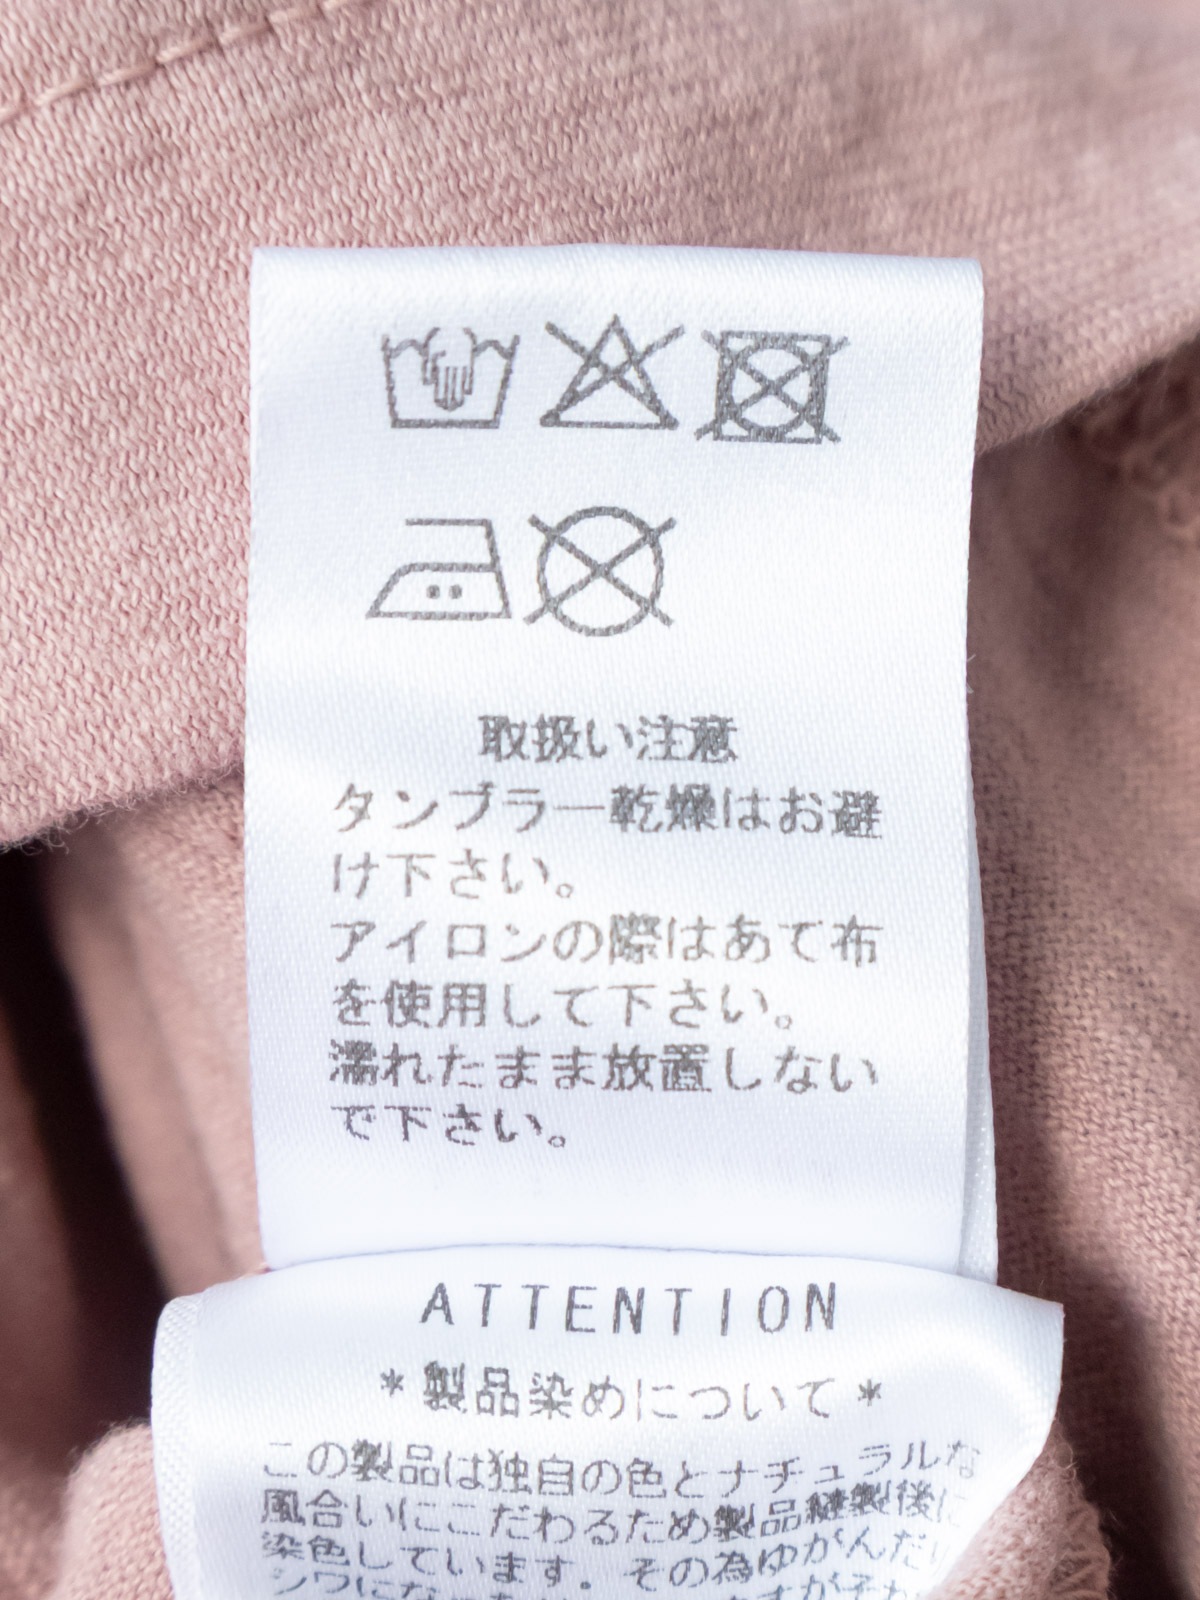 取扱い注意
タンブラー乾燥はお避
け下さい。
アイロンの際はあて布
を使用して下さい。
濡れたまま放置しない
で下さい。
ATTENTION
*製品染めについて*
この製品は独自の色とナチュラルな
風合いにこだわるため製品縫製後に
染色しています。その為ゆがんだり
シワにな